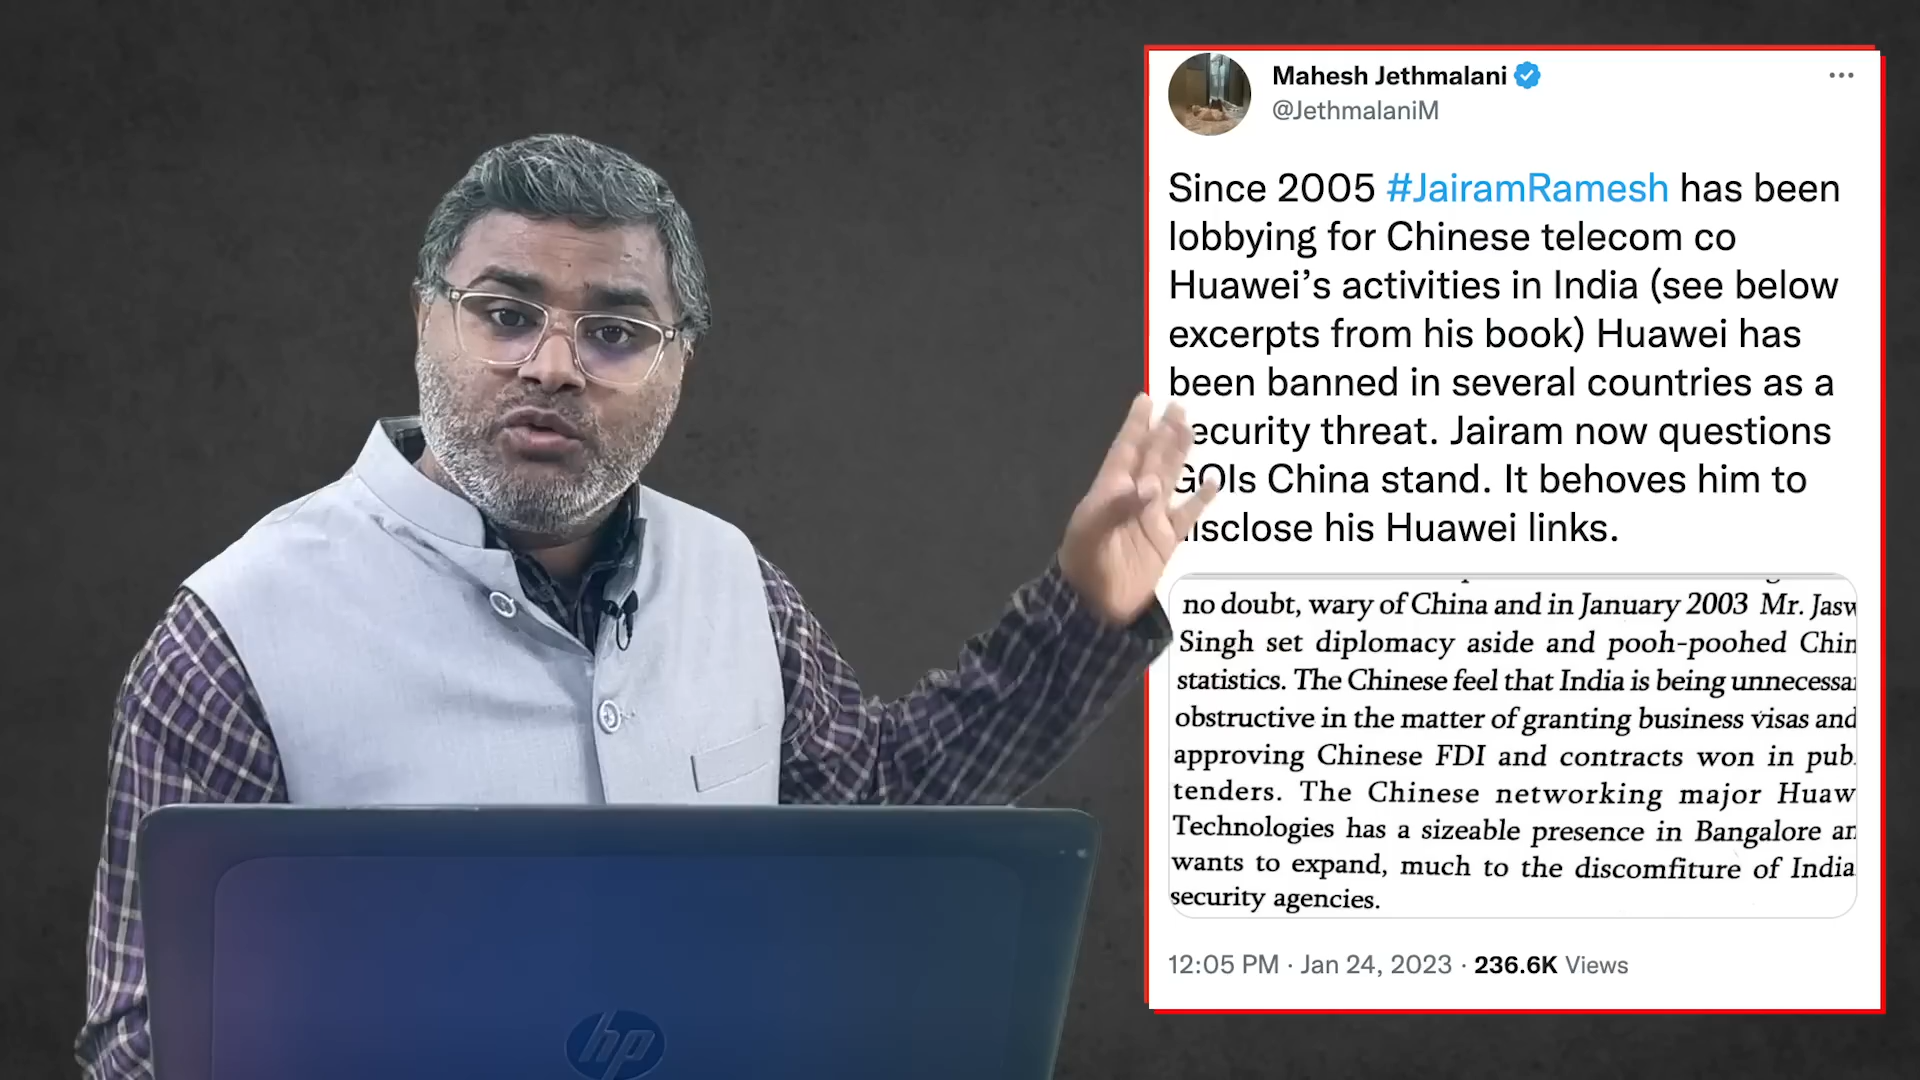 Mahesh Jethmalani
@JethmalaniM
Since 2005 #JairamRamesh has been
lobbying for Chinese telecom co
Huawei's activities in India (see below
excerpts from his book) Huawei has
been banned in several countries as a
ecurity threat. Jairam now questions
GOIs China stand. It behoves him to
isclose his Huawei links.
no doubt, wary of China and in January 2003 Mr. Jasw
Singh set diplomacy aside and pooh-poohed Chin
statistics. The Chinese feel that India is being unnecessa
obstructive in the matter of granting business visas and
approving Chinese FDI and contracts won in pub
tenders. The Chinese networking major Huaw
Technologies has a sizeable presence in Bangalore an
wants to expand, much to the discomfiture of India
security agencies.
12:05 PM · Jan 24, 2023 · 236.6K Views
hp